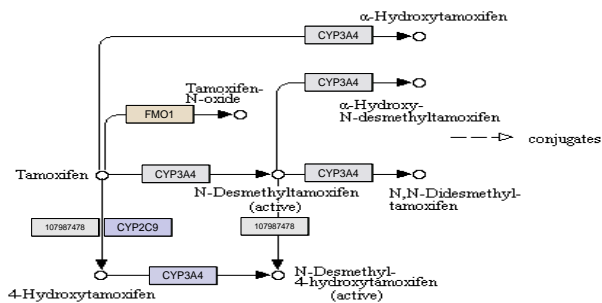 α-Hydroxytamoxifen
CYP3A4
CYP3A4
Tamoxifen-
N-oxide
α-Hydroxy-
N-desmethyltamoxifen
FMO1
conjugates
Tamoxifen
CYP3A4
CYP3A4
N-Desmethyltamoxifen
(active)
N,N-Didesmethyl-
tamoxifen
107987478
CYP2C9
107987478
CYP3A4
N-Desmethyl-
4-hydroxytamoxifen
(active)
4-Hydroxytamoxifen